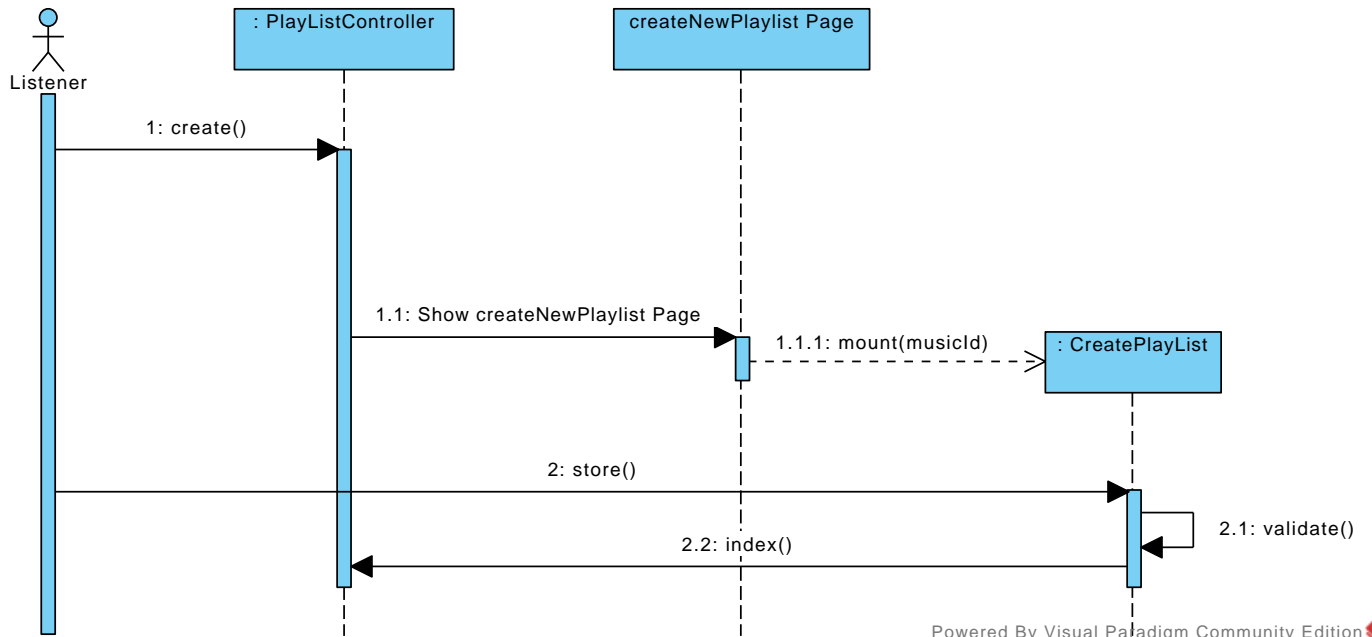 : PlayListController
createNewPlaylist Page
Listener
1: create()
1.1: Show createNewPlaylist Page
1.1.1: mount(musicId)
: CreatePlayList
2: store()
2.1: validate()
2.2: index()
Powered By Visual Paradigm Community Edition